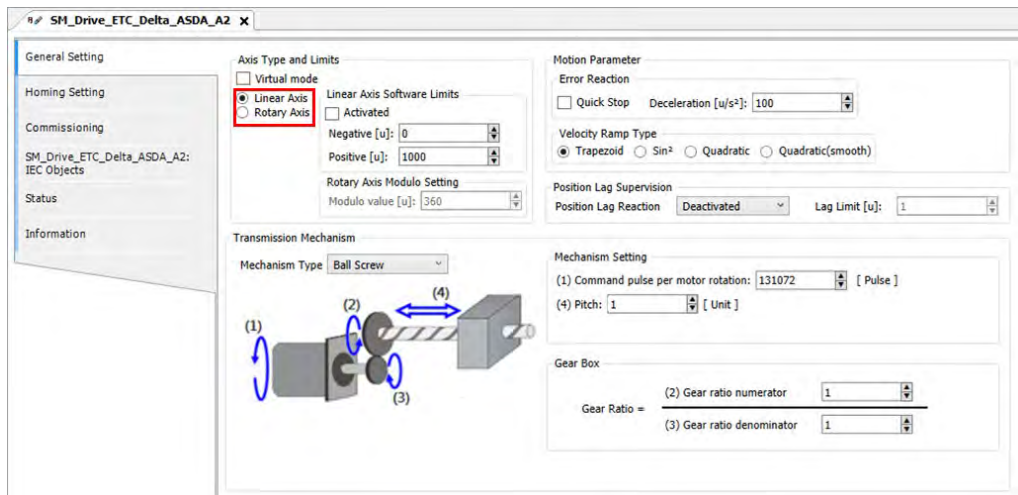 SM_Drive_ETC_Delta_ASDA_A2 X
General Setting
Homing Setting
Commissioning
SM_Drive_ETC_Delta_ASDA_A2:
IEC Objects
Status
Information
Axis Type and Limits
Virtual mode
Linear Axis
Rotary Axis
Linear Axis Software Limits
Activated
Negative [u]: 0
Positive [u]: 1000
Rotary Axis Modulo Setting
Modulo value [u]: 360
Motion Parameter
Error Reaction
Quick Stop Deceleration [u/s²]: 100
Velocity Ramp Type
Trapezoid Sin² Quadratic Quadratic(smooth)
Position Lag Supervision
Position Lag Reaction Deactivated Lag Limit [u]: 1
Transmission Mechanism
Mechanism Type Ball Screw
(1)
(2)
(4)
(3)
Mechanism Setting
(1) Command pulse per motor rotation: 131072 [ Pulse ]
(4) Pitch: 1 [ Unit ]
Gear Box
Gear Ratio =
(2) Gear ratio numerator 1
(3) Gear ratio denominator 1